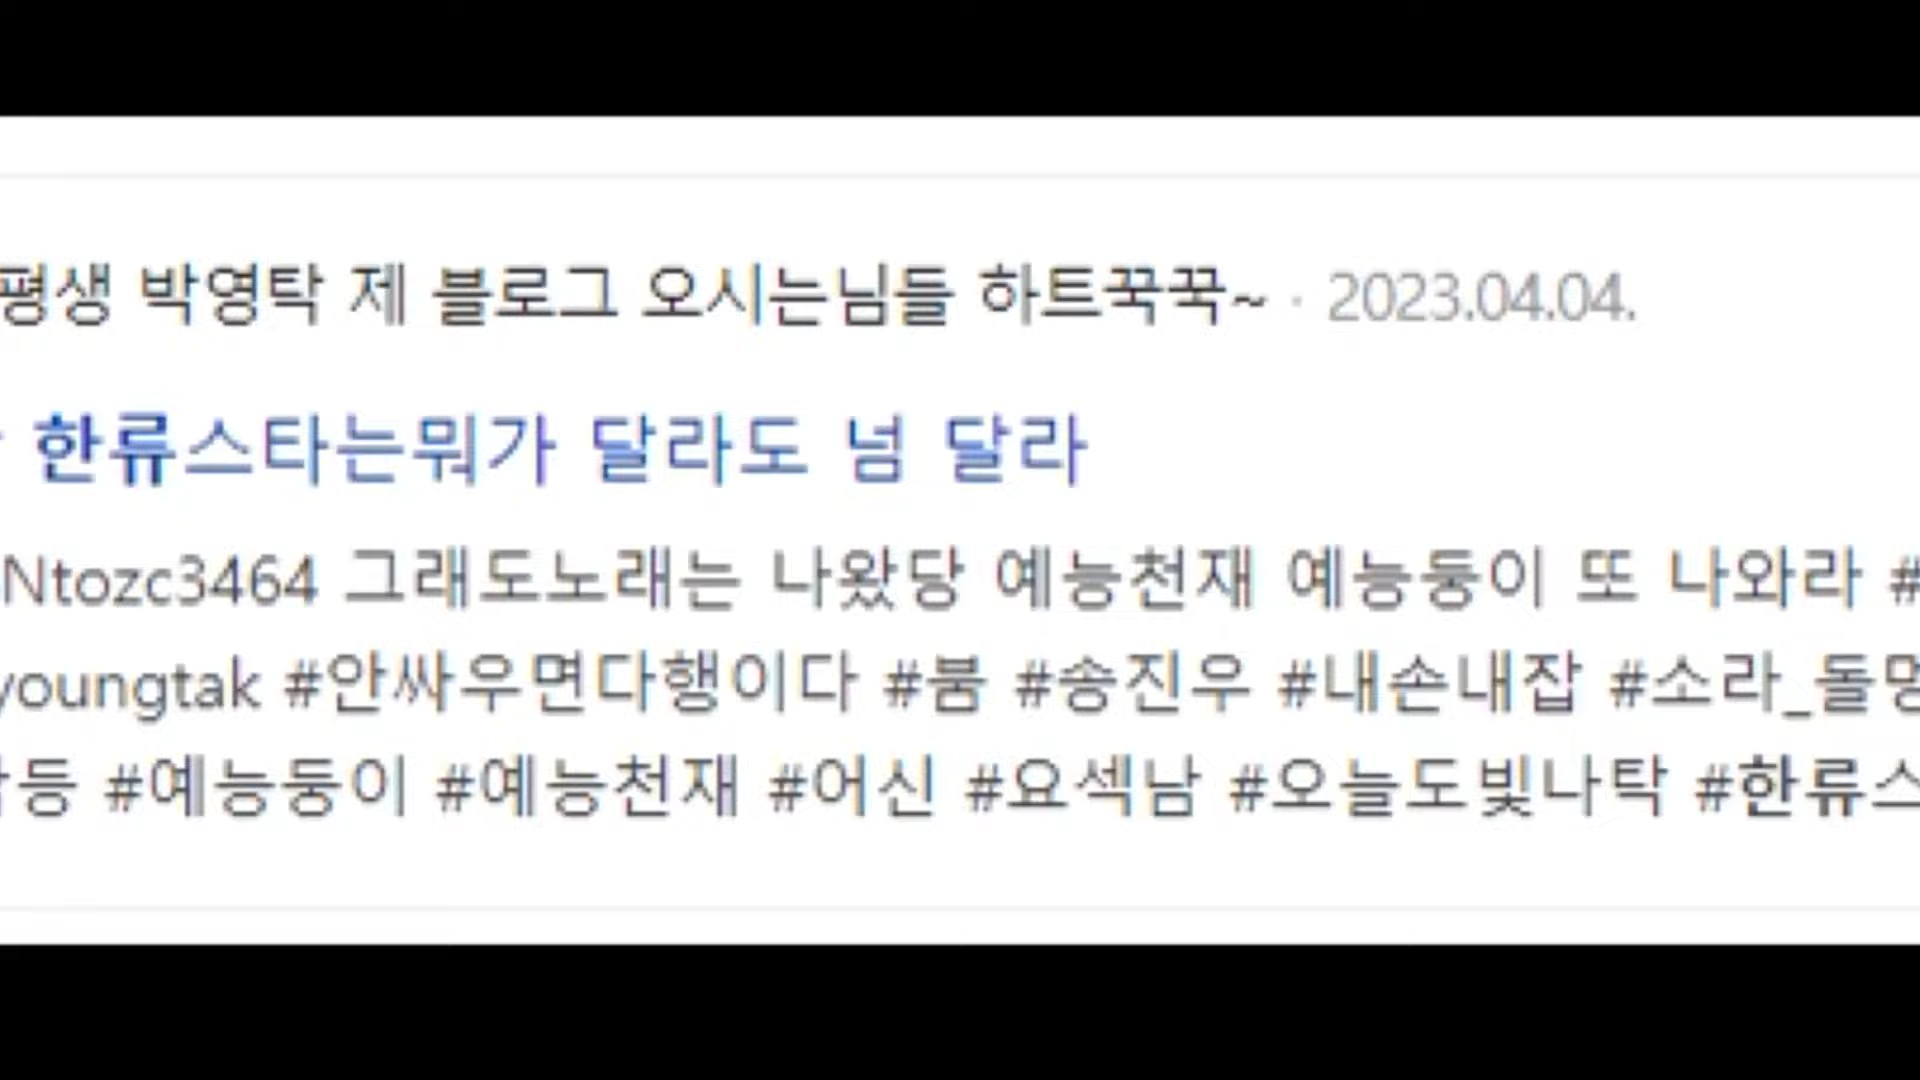 평생 박영탁 제 블로그 오시는님들 하트꾹꾹~ · 2023.04.04.
한류스타는뭐가 달라도 넘 달라
Ntozc3464 그래도노래는 나왔당 예능천재 예능둥이 또 나와라 #
youngtak #안싸우면다행이다 #붐 #송진우 #내손내잡 #소라_돌멍
등 #예능둥이 #예능천재 #어신 #요섹남 #오늘도빛나탁 #한류스